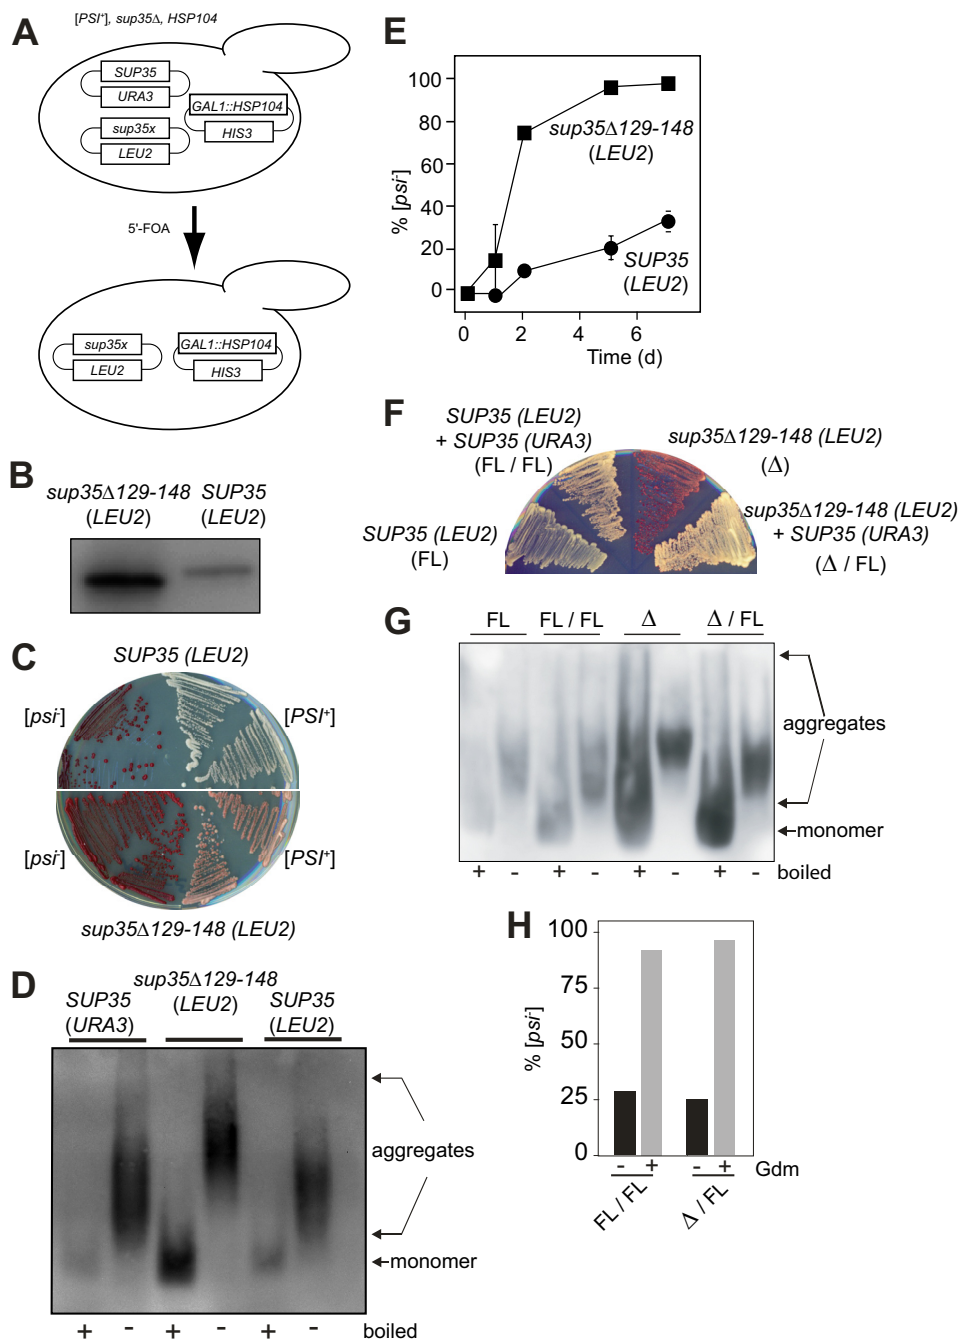 A
[PSI+], sup35Δ, HSP104
SUP35
URA3
GAL1::HSP104
HIS3
sup35x
LEU2
5'-FOA
sup35x
LEU2
GAL1::HSP104
HIS3
B
sup35Δ129-148
(LEU2)
SUP35
(LEU2)
C
SUP35 (LEU2)
[psi-]
[PSI+]
[psi-]
[PSI+]
sup35Δ129-148 (LEU2)
D
SUP35
(URA3)
sup35Δ129-148
(LEU2)
SUP35
(LEU2)
aggregates
monomer
+ - + - + - boiled
E
% [psi-]
100
80
60
40
20
0
sup35Δ129-148
(LEU2)
SUP35
(LEU2)
0 2 4 6
Time (d)
F
SUP35 (LEU2)
+ SUP35 (URA3)
(FL / FL)
sup35Δ129-148 (LEU2)
(Δ)
SUP35 (LEU2)
(FL)
sup35Δ129-148 (LEU2)
+ SUP35 (URA3)
(Δ / FL)
G
FL FL / FL Δ Δ / FL
aggregates
monomer
+ - + - + - + - boiled
H
% [psi-]
100
75
50
25
0
- + - + Gdm
FL / FL
Δ / FL